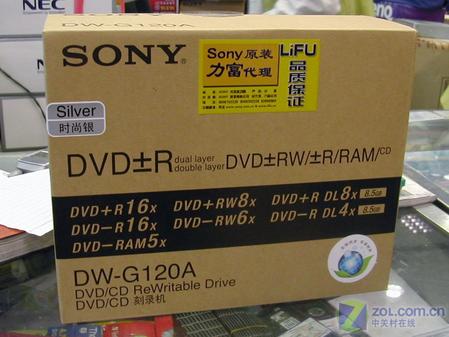 NEC
SONY
Sony原装
力富代理
LiFU
品质保证
Silver
时尚银
DVD±R dual layer
double layer DVD±RW/±R/RAM/CD
DVD+R16x DVD+RW8x DVD+R DL8x 8.5GB
DVD-R16x DVD-RW6x DVD-R DL4x 8.5GB
DVD-RAM5x
DW-G120A
DVD/CD ReWritable Drive
DVD/CD 刻录机
ZOL.com.cn
中关村在线